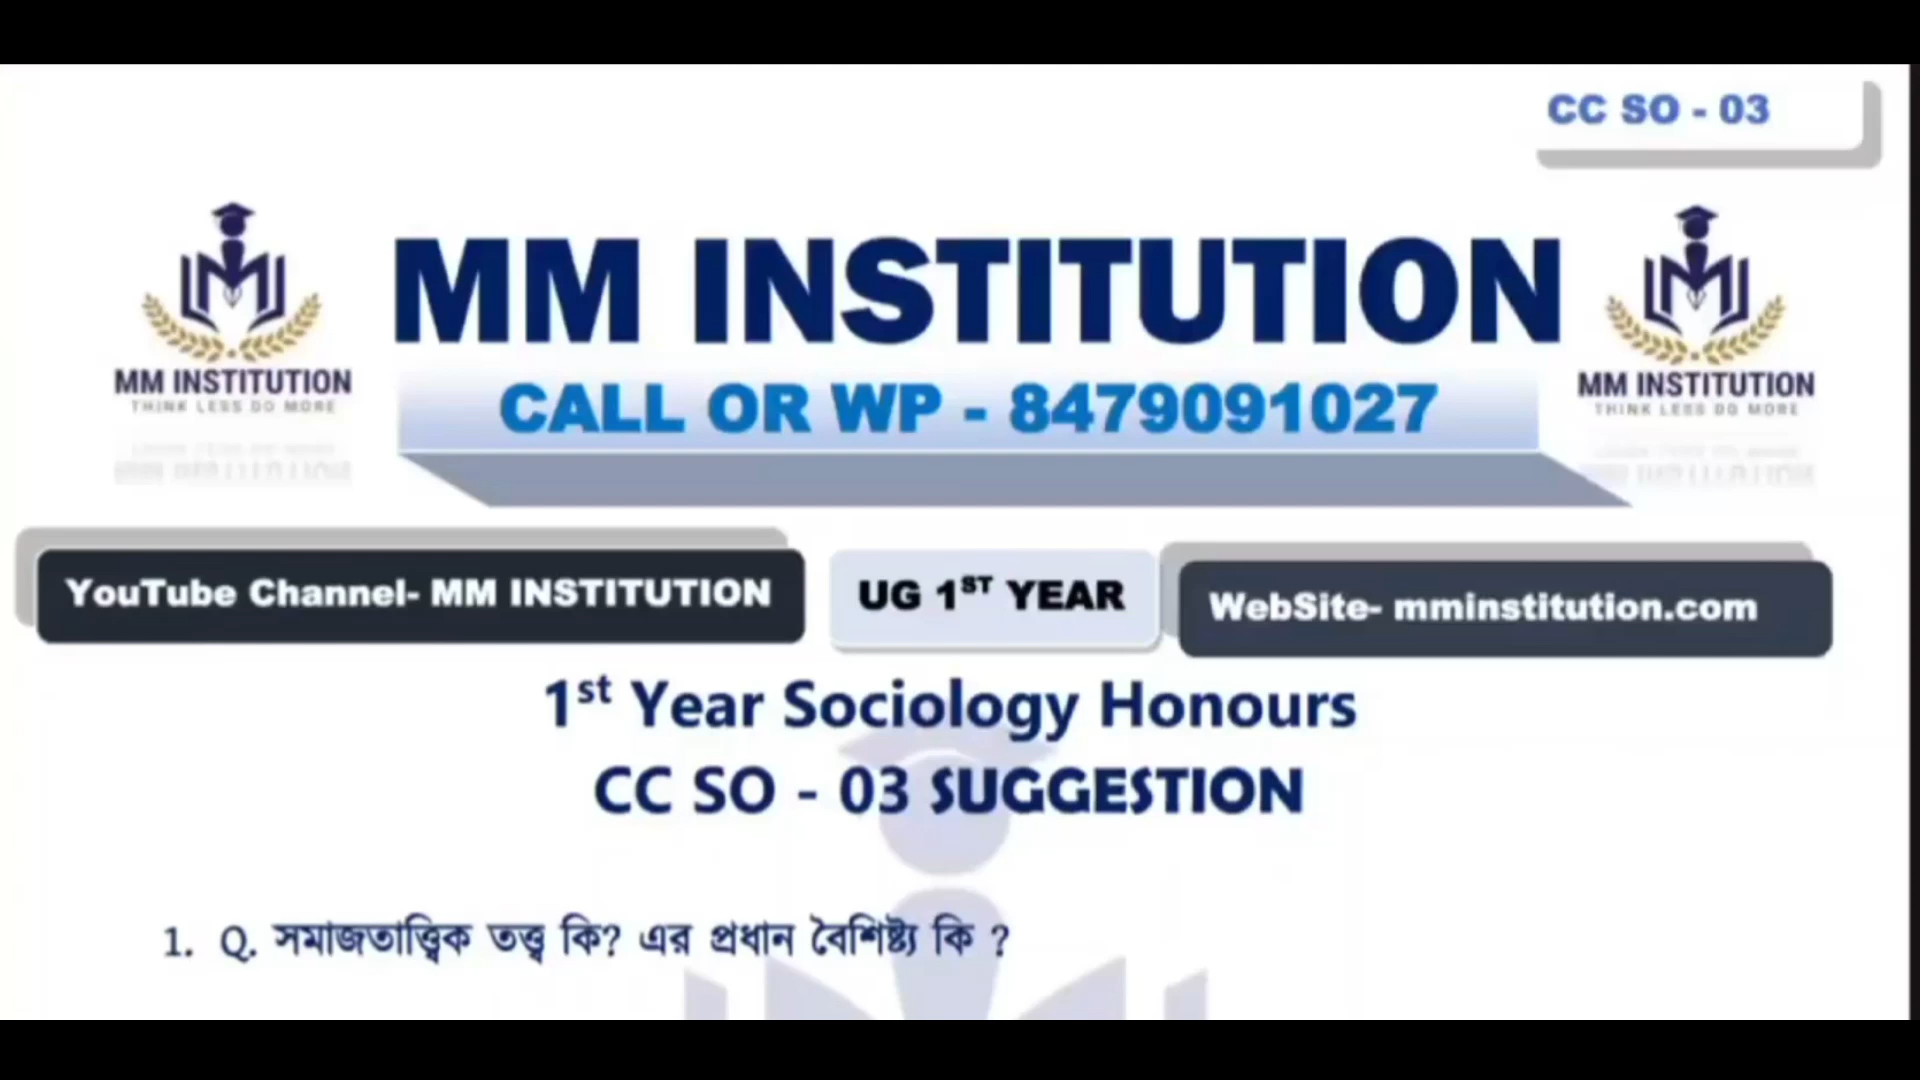 CC SO - 03
MM INSTITUTION
CALL OR WP - 8479091027
MM INSTITUTION
THINK LESS DO MORE
MM INSTITUTION
THINK LESS DO MORE
YouTube Channel- MM INSTITUTION
UG 1ST YEAR
WebSite- mminstitution.com
1st Year Sociology Honours
CC SO - 03 SUGGESTION
1. Q. সমাজতাত্ত্বিক তত্ত্ব কি? এর প্রধান বৈশিষ্ট্য কি ?